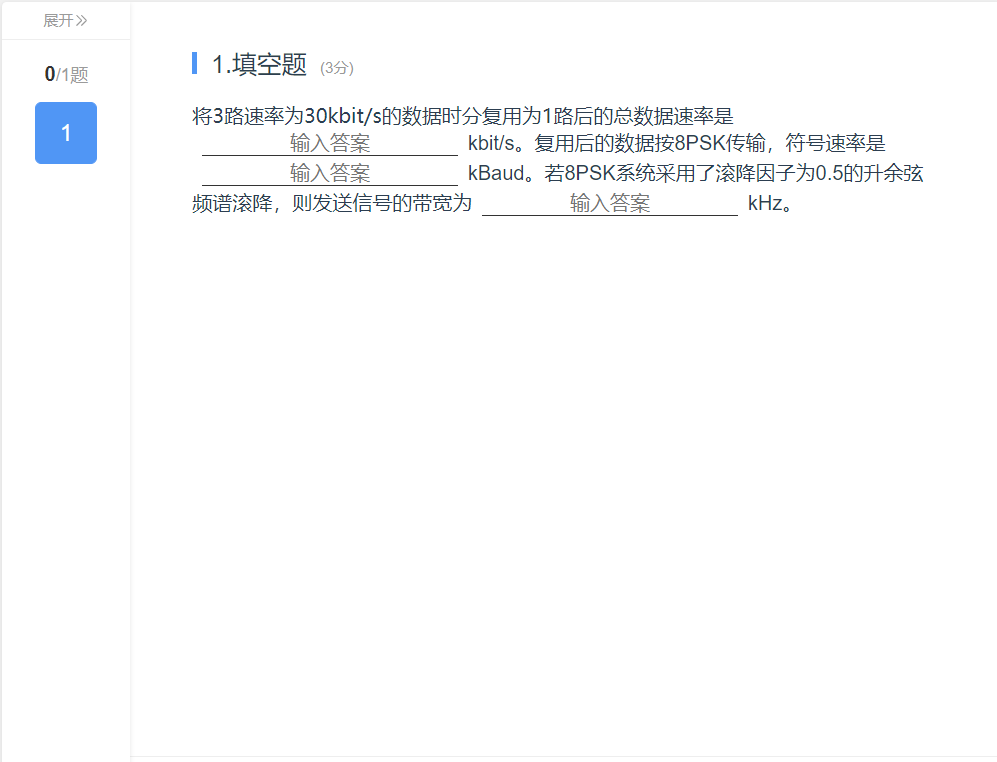 展开»
0/1题
1
1.填空题 (3分)
将3路速率为30kbit/s的数据时分复用为1路后的总数据速率是
输入答案 kbit/s。复用后的数据按8PSK传输，符号速率是
输入答案 kBaud。若8PSK系统采用了滚降因子为0.5的升余弦
频谱滚降，则发送信号的带宽为 输入答案 kHz。